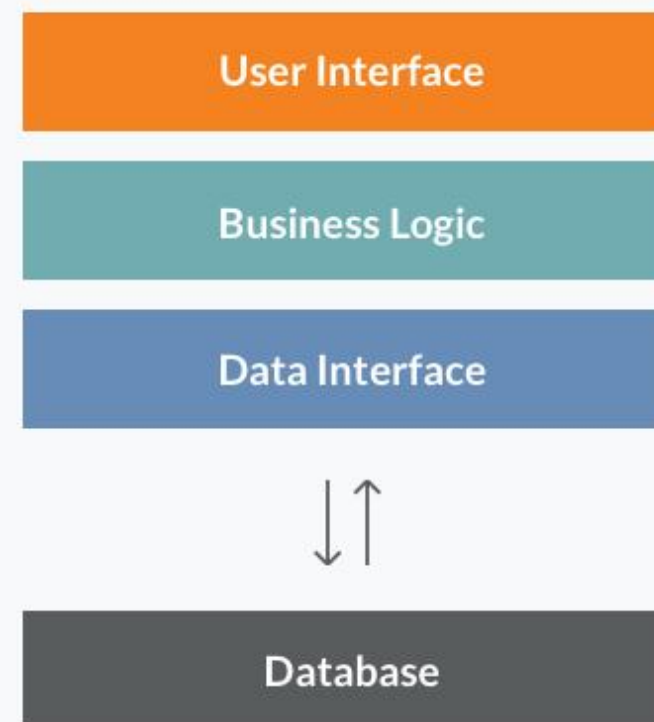 User Interface
Business Logic
Data Interface
Database